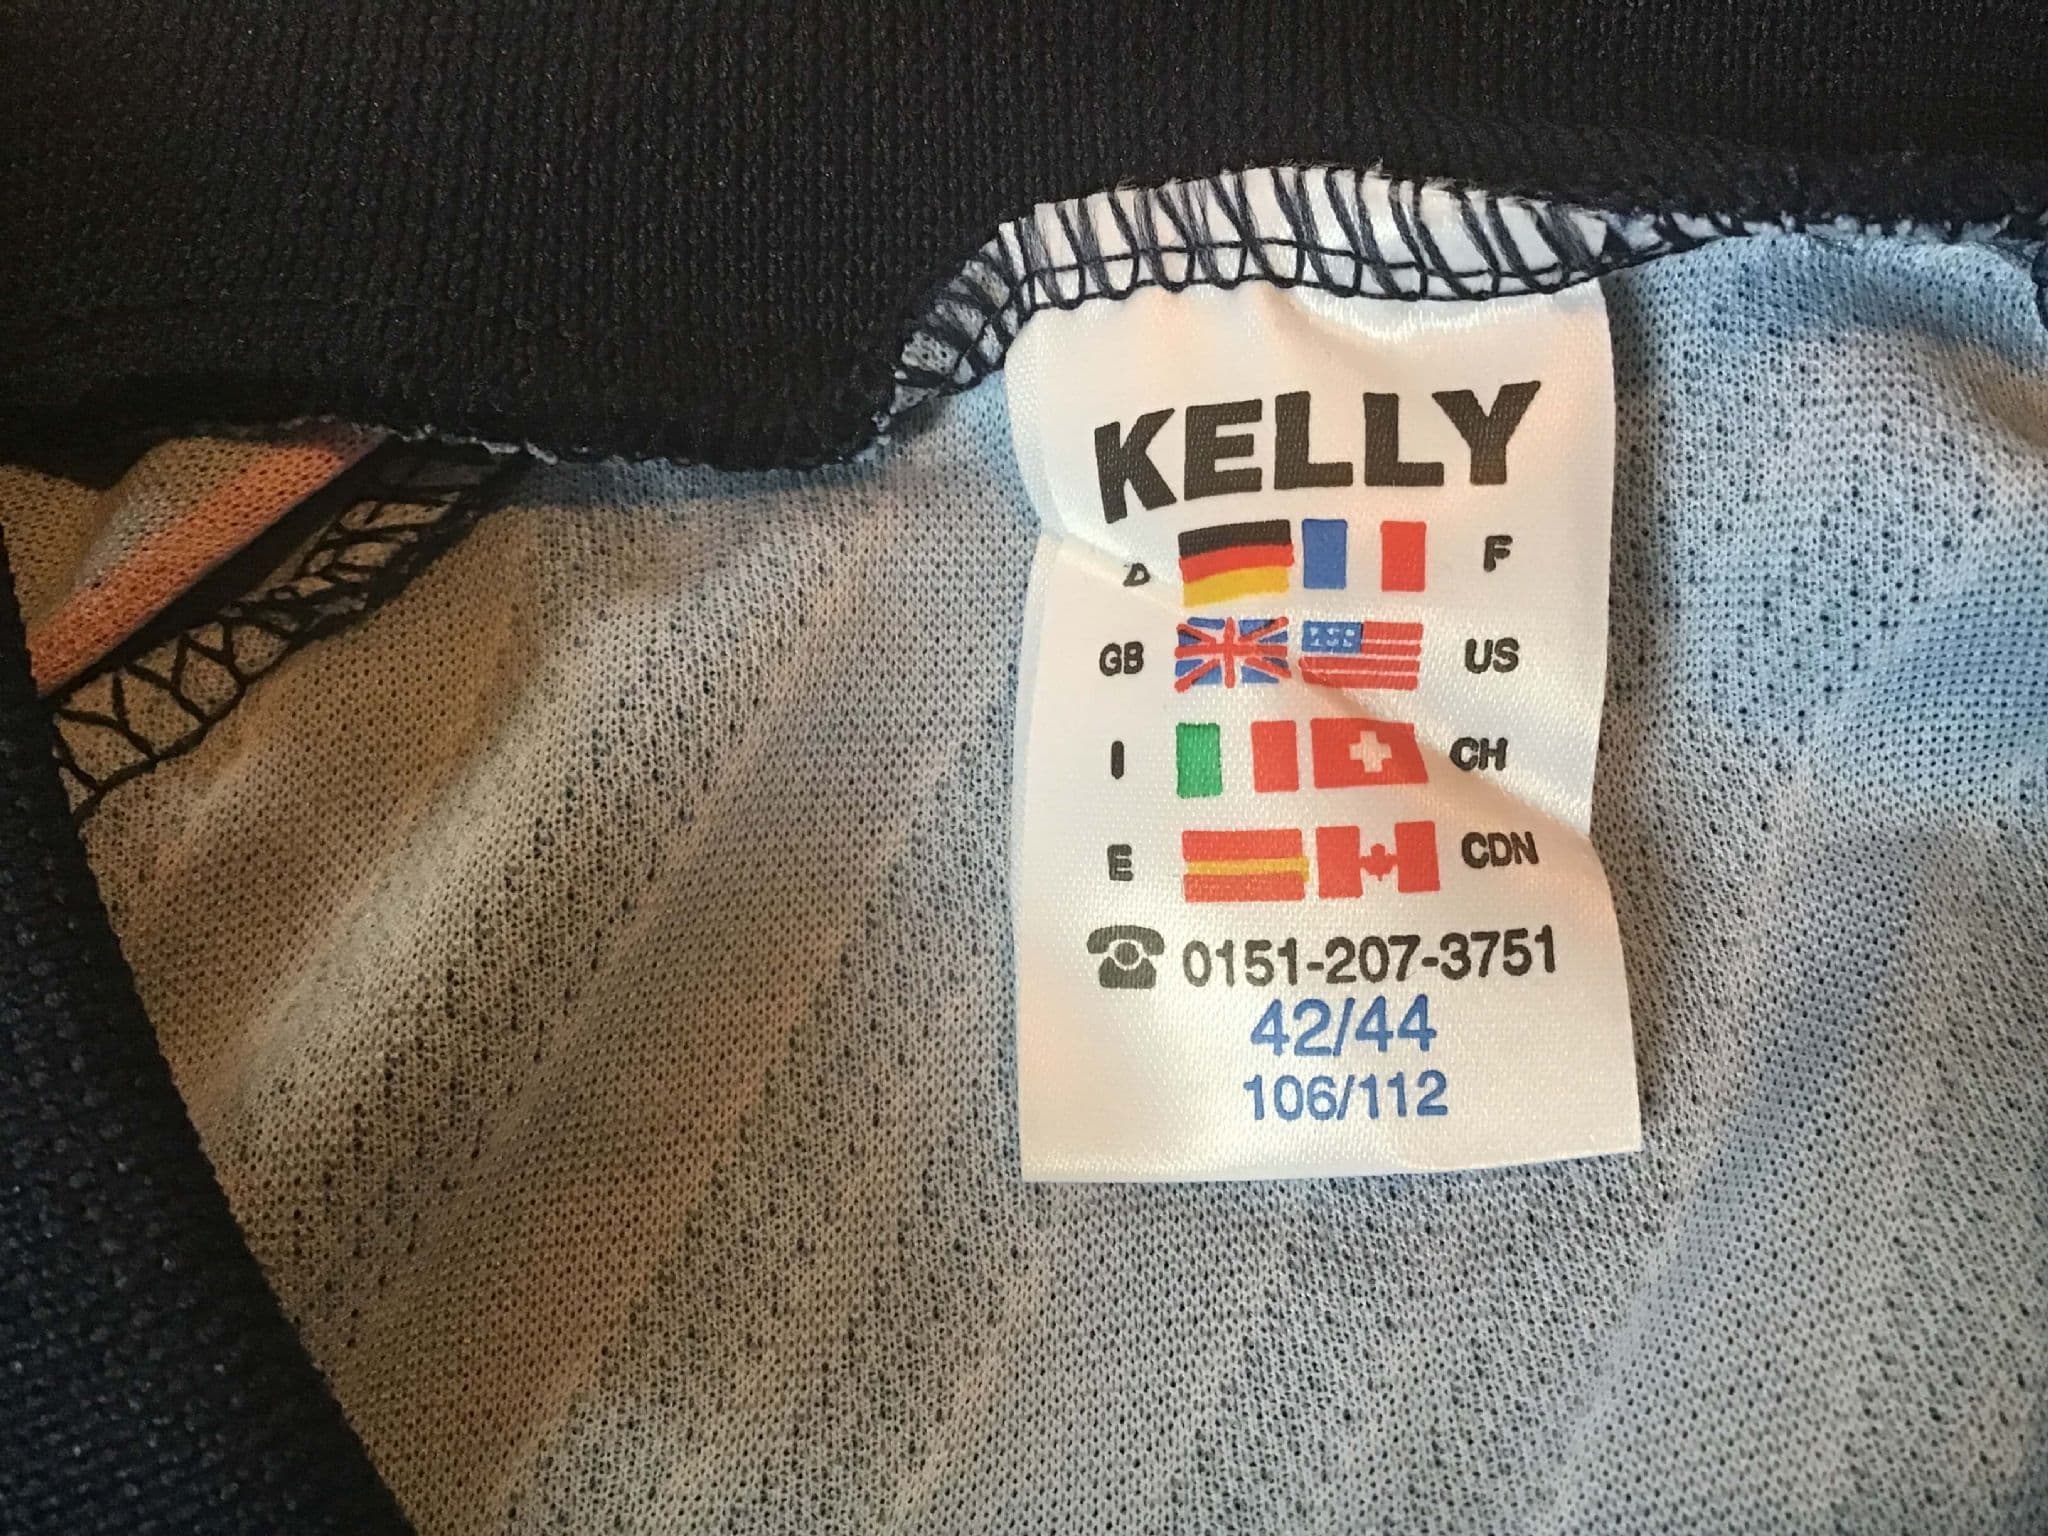 KELLY
D F
GB US
I CH
E CDN
0151-207-3751
42/44
106/112